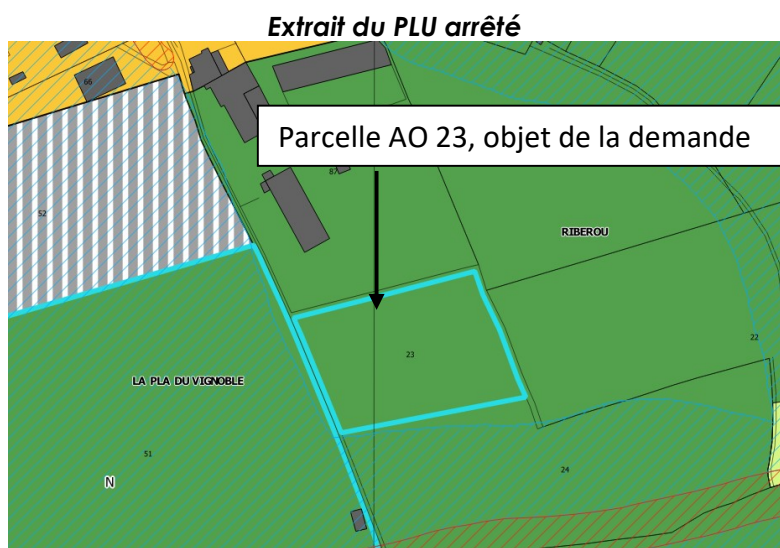 Extrait du PLU arrêté
66
Parcelle AO 23, objet de la demande
87
52
RIBEROU
22
23
LA PLA DU VIGNOBLE
51
24
N